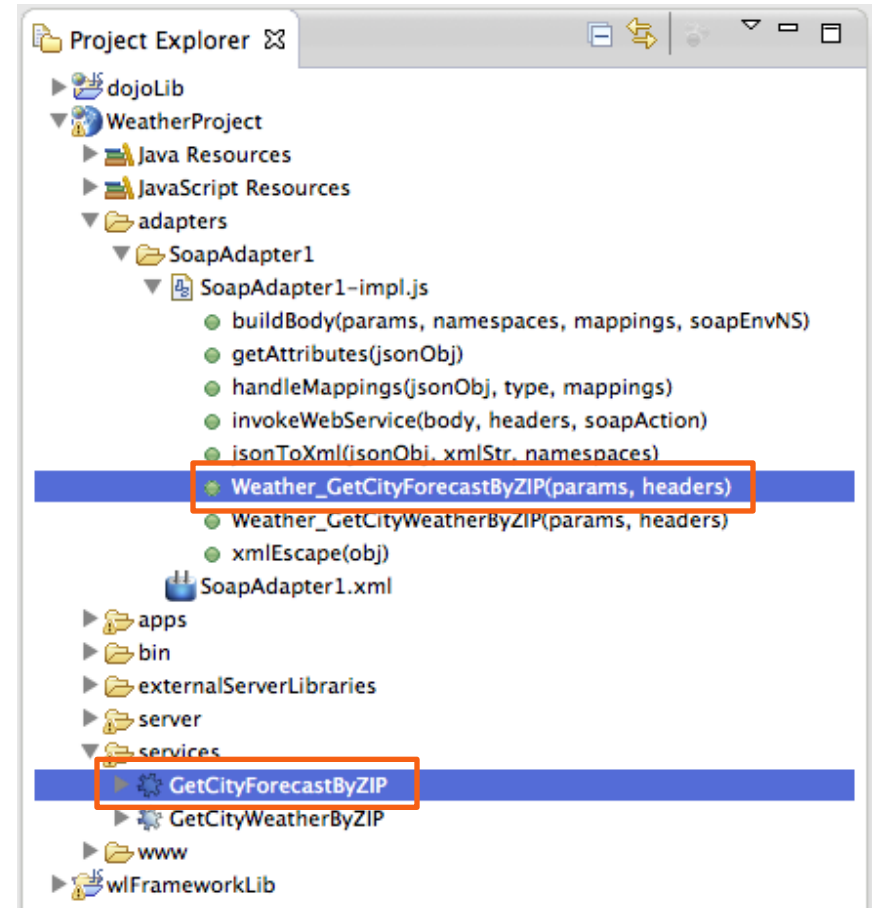 Project Explorer
dojoLib
WeatherProject
Java Resources
JavaScript Resources
adapters
SoapAdapter1
SoapAdapter1-impl.js
buildBody(params, namespaces, mappings, soapEnvNS)
getAttributes(jsonObj)
handleMappings(jsonObj, type, mappings)
invokeWebService(body, headers, soapAction)
jsonToXml(jsonObj, xmlStr, namespaces)
Weather_GetCityForecastByZIP(params, headers)
Weather_GetCityWeatherByZIP(params, headers)
xmlEscape(obj)
SoapAdapter1.xml
apps
bin
externalServerLibraries
server
services
GetCityForecastByZIP
GetCityWeatherByZIP
www
wlFrameworkLib